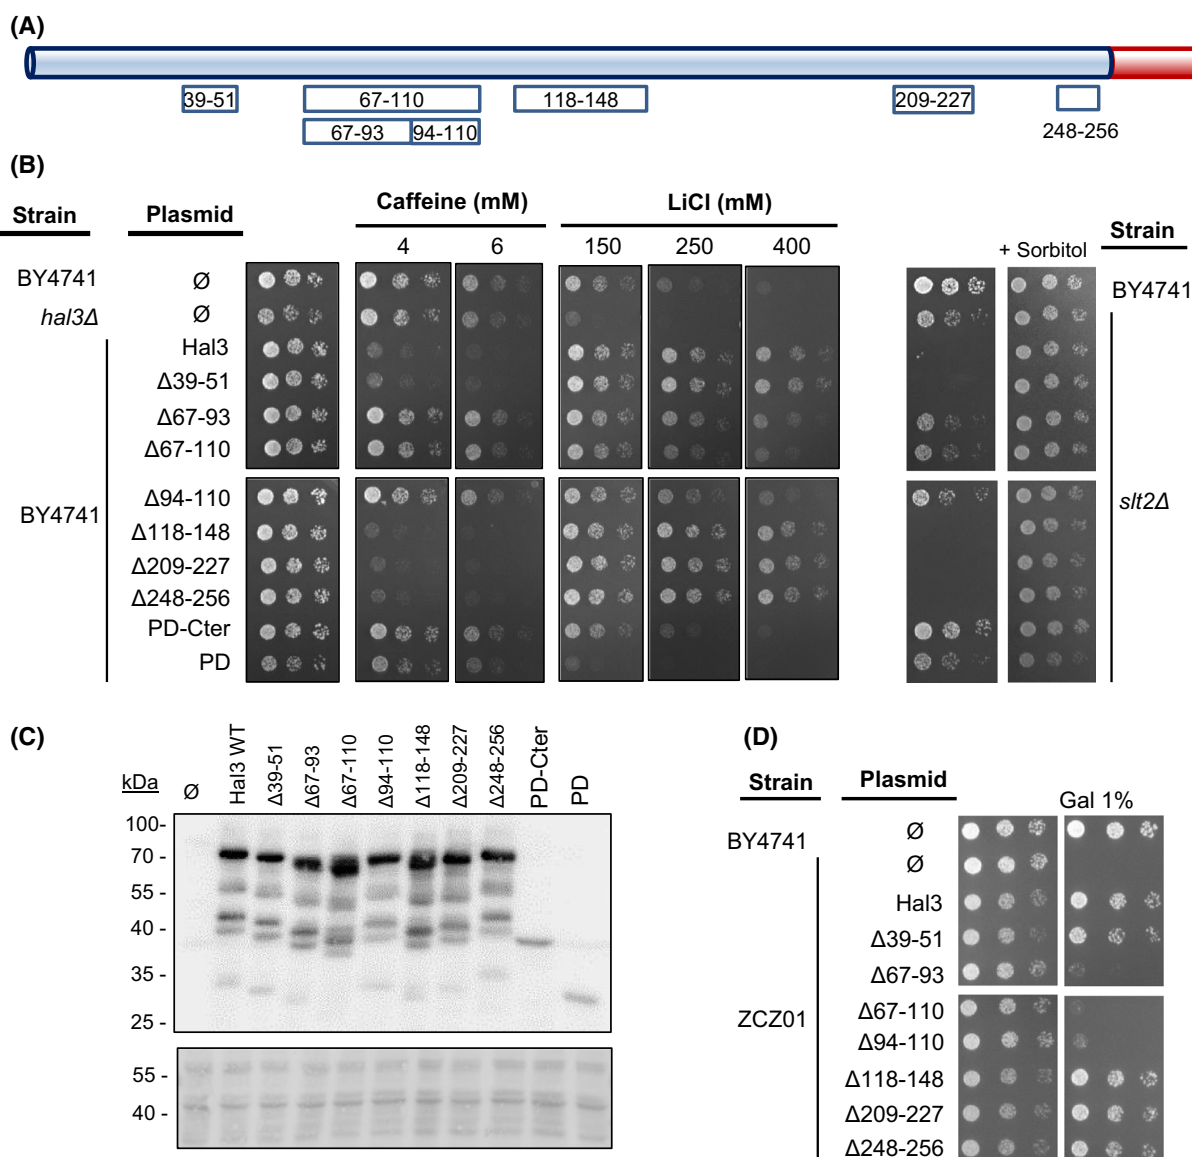 (A)
39-51
67-110
118-148
209-227
67-93
94-110
248-256
(B)
Strain
Plasmid
Caffeine (mM)
LiCl (mM)
4
6
150
250
400
+ Sorbitol
Strain
BY4741
Ø
BY4741
hal3Δ
Ø
Hal3
Δ39-51
Δ67-93
Δ67-110
BY4741
Δ94-110
slt2Δ
Δ118-148
Δ209-227
Δ248-256
PD-Cter
PD
(C)
kDa
Ø
Hal3 WT
Δ39-51
Δ67-93
Δ67-110
Δ94-110
Δ118-148
Δ209-227
Δ248-256
PD-Cter
PD
100-
70 -
55 -
40 -
35 -
25 -
55 -
40 -
(D)
Strain
Plasmid
Gal 1%
BY4741
Ø
Ø
Hal3
Δ39-51
Δ67-93
ZCZ01
Δ67-110
Δ94-110
Δ118-148
Δ209-227
Δ248-256